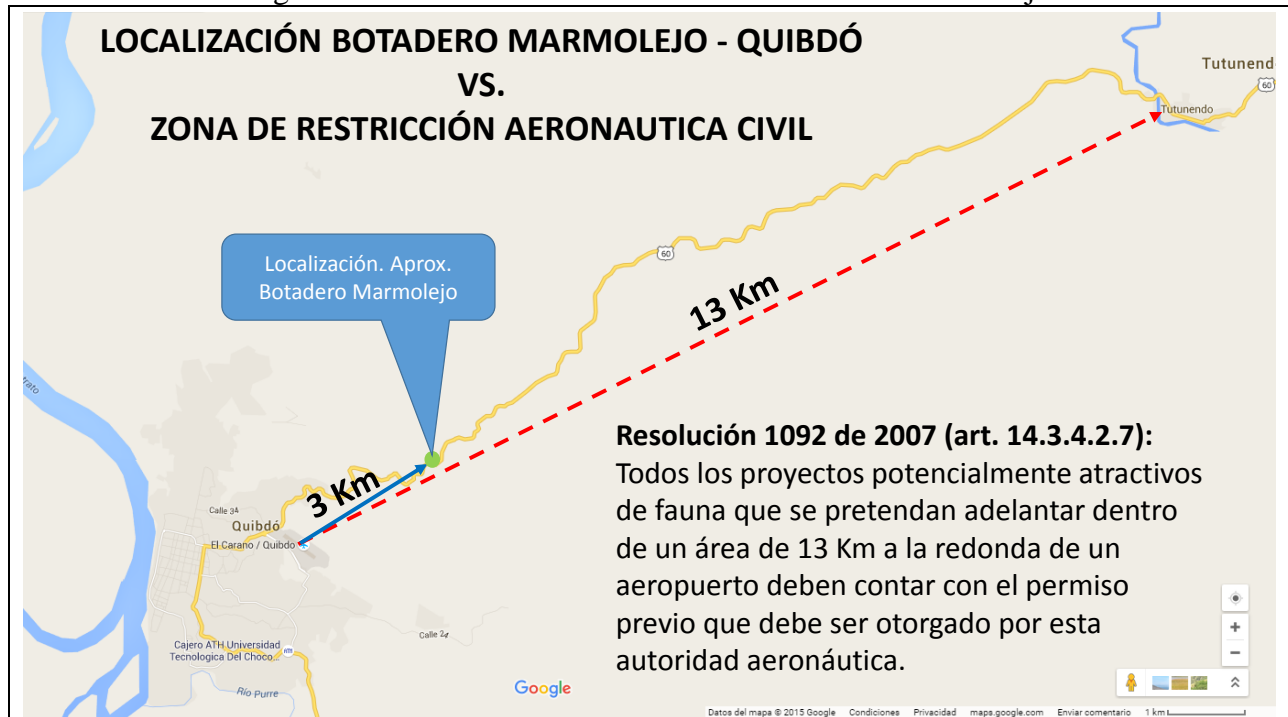 LOCALIZACIÓN BOTADERO MARMOLEJO - QUIBDÓ
VS.
ZONA DE RESTRICCIÓN AERONAUTICA CIVIL
Tutunend
60
Tutunendo
60
Localización. Aprox.
Botadero Marmolejo
13 Km
3 Km
Calle 34
Quibdó
El Carano / Quibdo
Resolución 1092 de 2007 (art. 14.3.4.2.7):
Todos los proyectos potencialmente atractivos
de fauna que se pretendan adelantar dentro
de un área de 13 Km a la redonda de un
aeropuerto deben contar con el permiso
previo que debe ser otorgado por esta
autoridad aeronáutica.
Calle 24
Cajero ATH Universidad
Tecnologica Del Choco...
Río Purre
Google
Datos del mapa © 2015 Google Condiciones Privacidad maps.google.com Enviar comentario 1 km